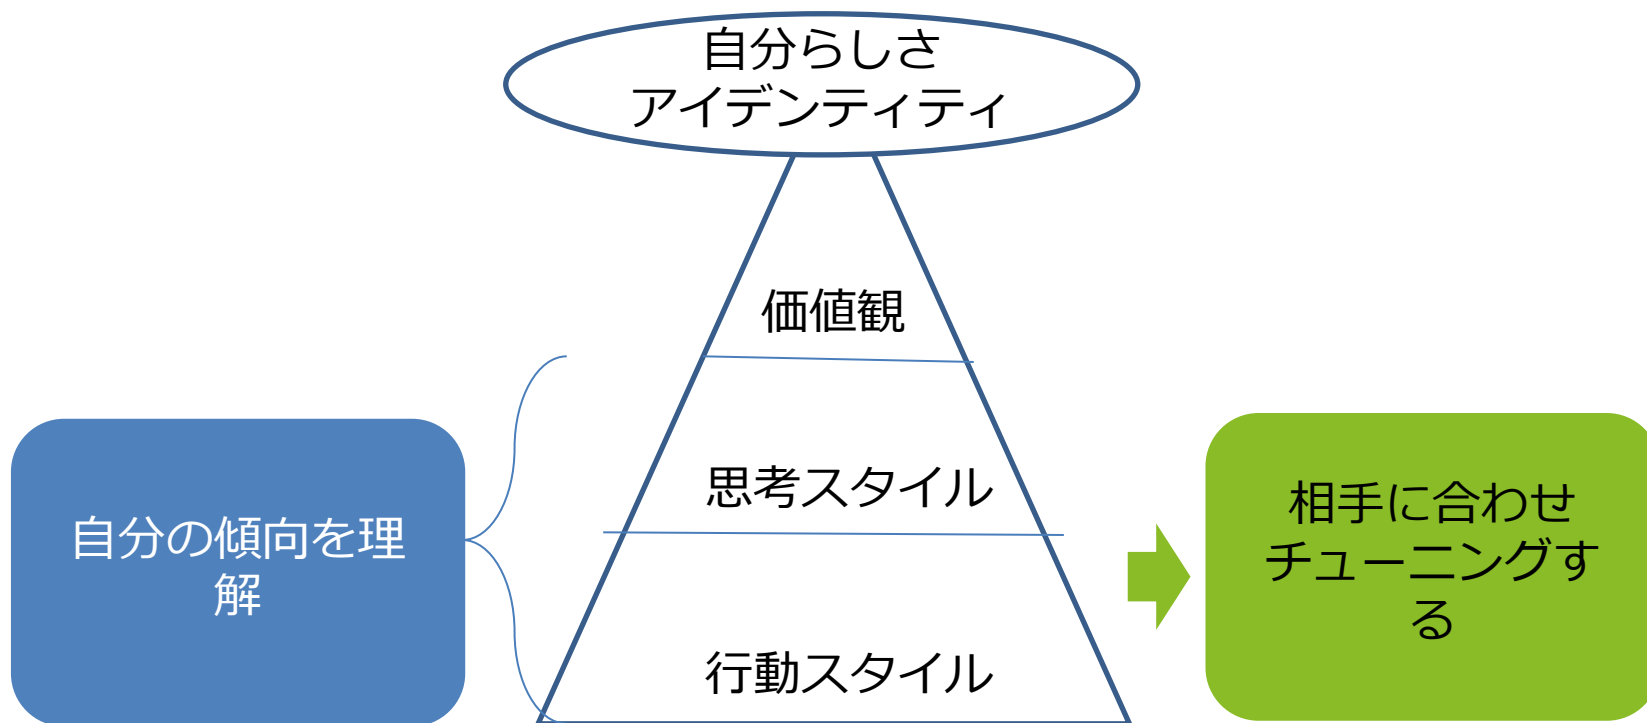 自分らしさ
アイデンティティ
価値観
思考スタイル
行動スタイル
自分の傾向を理
解
相手に合わせ
チューニングす
る